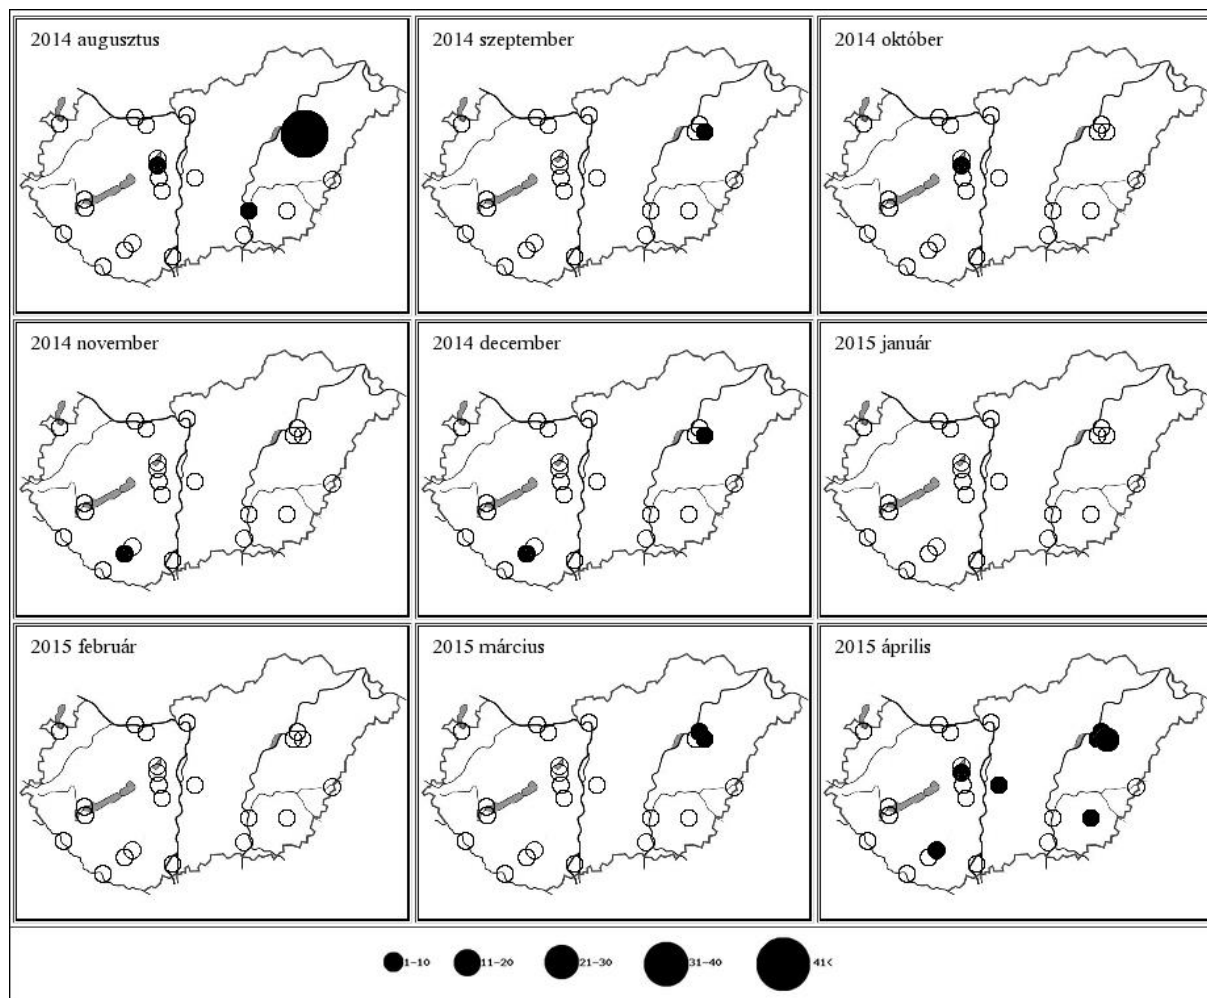 2014 augusztus
2014 szeptember
2014 október
2014 november
2014 december
2015 január
2015 február
2015 március
2015 április
1-10 11-20 21-30 31-40 41<